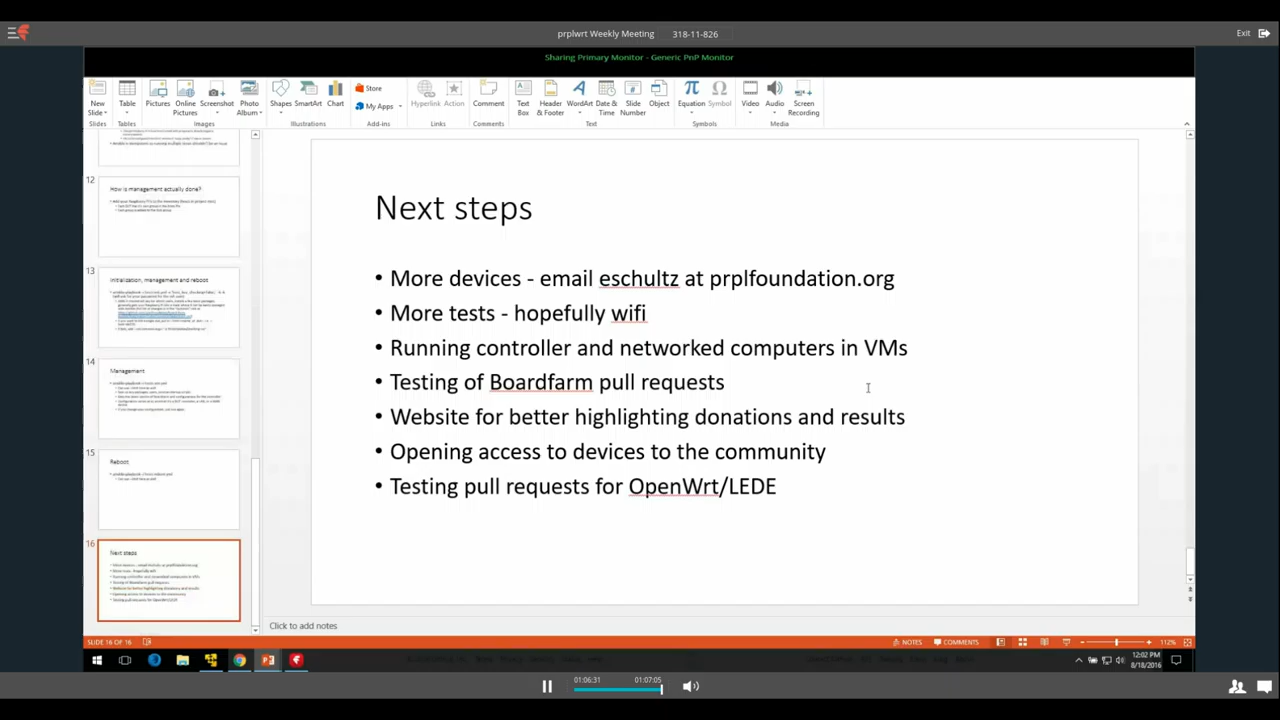 prplwrt Weekly Meeting 318-11-826
Exit
Sharing Primary Monitor - Generic PnP Monitor
New Slide
Table
Pictures
Online Pictures
Screenshot
Photo Album
Shapes
SmartArt
Chart
Store
My Apps
Hyperlink
Action
Comment
Text Box
Header & Footer
WordArt
Date & Time
Slide Number
Object
Equation
Symbol
Video
Audio
Screen Recording
Slides
Tables
Images
Illustrations
Add-ins
Links
Comments
Text
Symbols
Media
12
How is management actually done?
13
Initialization, management and reboot
14
Management
15
Reboot
16
Next steps
Next steps
• More devices - email eschultz at prplfoundation.org
• More tests - hopefully wifi
• Running controller and networked computers in VMs
• Testing of Boardfarm pull requests
• Website for better highlighting donations and results
• Opening access to devices to the community
• Testing pull requests for OpenWrt/LEDE
Click to add notes
SLIDE 16 OF 16
NOTES
COMMENTS
112%
12:02 PM
8/18/2016
01:06:31
01:07:05